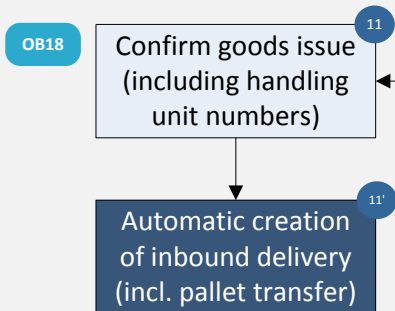 11
OB18
Confirm goods issue
(including handling
unit numbers)
11'
Automatic creation
of inbound delivery
(incl. pallet transfer)